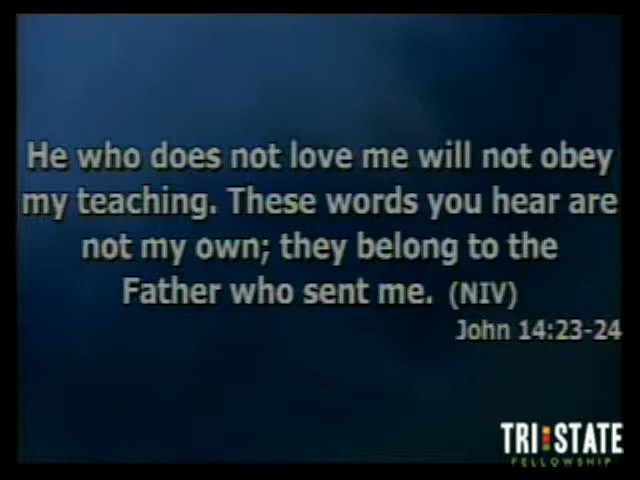 He who does not love me will not obey
my teaching. These words you hear are
not my own; they belong to the
Father who sent me. (NIV)
John 14:23-24
TRI STATE
FELLOWSHIP